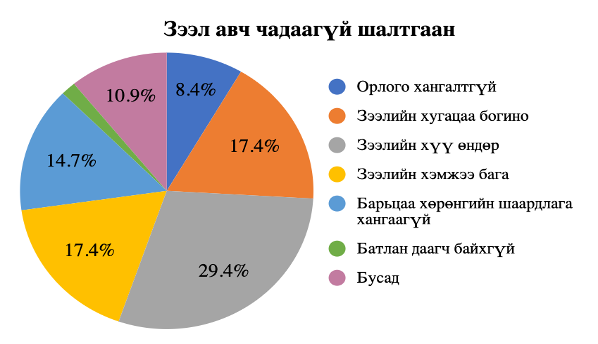 Зээл авч чадаагүй шалтгаан
8.4%
10.9%
17.4%
14.7%
17.4%
29.4%
Орлого хангалтгүй
Зээлийн хугацаа богино
Зээлийн хүү өндөр
Зээлийн хэмжээ бага
Барьцаа хөрөнгийн шаардлага
хангаагүй
Батлан даагч байхгүй
Бусад